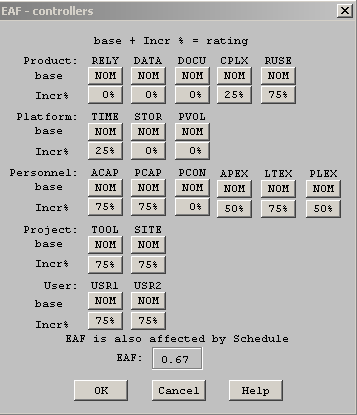 EAF - controllers
base + Incr % = rating
Product: RELY DATA DOCU CPLX RUSE
base NOM NOM NOM NOM NOM
Incr% 0% 0% 0% 25% 75%
Platform: TIME STOR PVOL
base NOM NOM NOM
Incr% 25% 0% 0%
Personnel: ACAP PCAP PCON APEX LTEX PLEX
base NOM NOM NOM NOM NOM NOM
Incr% 75% 75% 0% 50% 75% 50%
Project: TOOL SITE
base NOM NOM
Incr% 75% 75%
User: USR1 USR2
base NOM NOM
Incr% 75% 75%
EAF is also affected by Schedule
EAF: 0.67
OK Cancel Help